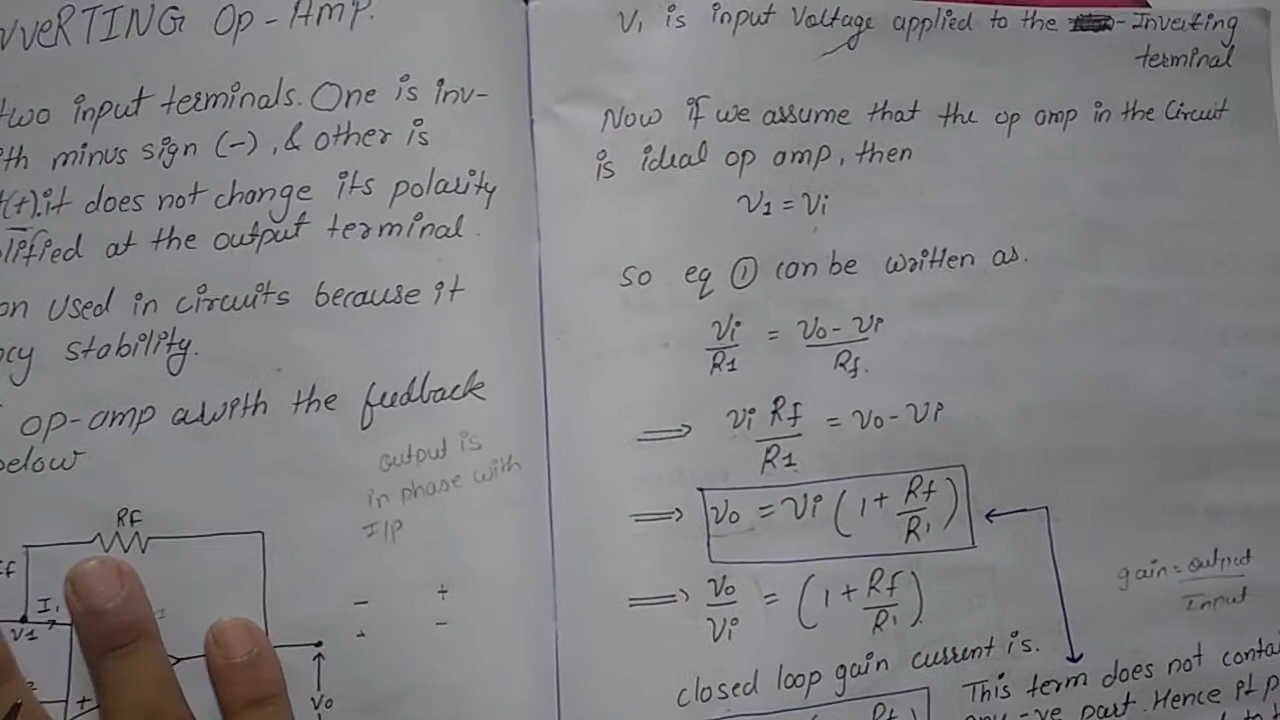 VVERTING Op-Amp.
two input terminals. One is inv-
ith minus sign (-), & other is
t(+). it does not change its polarity
lified at the output terminal.
on used in circuits because it
cy stability.
op-amp awith the feedback
elow
output is
in phase with
I/P
RF
I1
V1
- +
+ -
+
Vo
V1 is input Voltage applied to the - Inverting
terminal
Now if we assume that the op amp in the Circuit
is ideal op amp, then
V1 = Vi
So eq ① can be written as.
Vi/R1 = Vo - Vi/Rf.
⟹ Vi Rf/R1 = Vo - Vi
⟹ Vo = Vi (1 + Rf/R1)
⟹ Vo/Vi = (1 + Rf/R1)
gain = output/Input
closed loop gain current is.
This term does not conta
-ve part. Hence it p
Rf